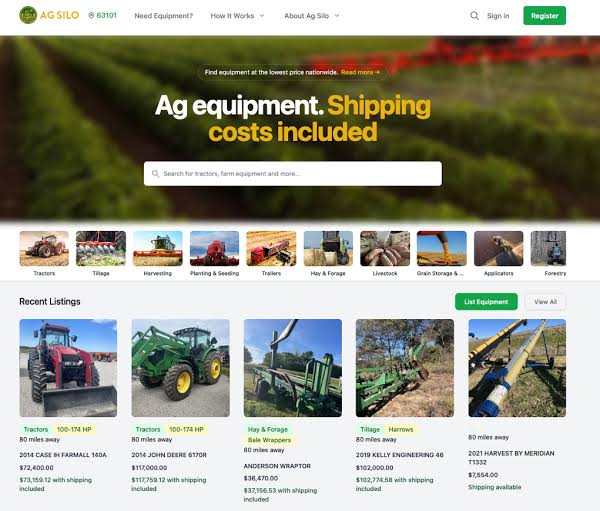 AG SILO
63101
Need Equipment?
How It Works
About Ag Silo
Sign in
Register
Find equipment at the lowest price nationwide. Read more →
Ag equipment. Shipping
costs included
Search for tractors, farm equipment and more...
Tractors
Tillage
Harvesting
Planting & Seeding
Trailers
Hay & Forage
Livestock
Grain Storage & ...
Applicators
Forestry
Recent Listings
List Equipment
View All
Tractors
100-174 HP
80 miles away
2014 CASE IH FARMALL 140A
$72,400.00
$73,159.12 with shipping
included
Tractors
100-174 HP
80 miles away
2014 JOHN DEERE 6170R
$117,000.00
$117,759.12 with shipping
included
Hay & Forage
Bale Wrappers
80 miles away
ANDERSON WRAPTOR
$36,470.00
$37,156.53 with shipping
included
Tillage
Harrows
80 miles away
2019 KELLY ENGINEERING 46
$102,000.00
$102,774.58 with shipping
included
80 miles away
2021 HARVEST BY MERIDIAN
T1332
$7,554.00
Shipping available